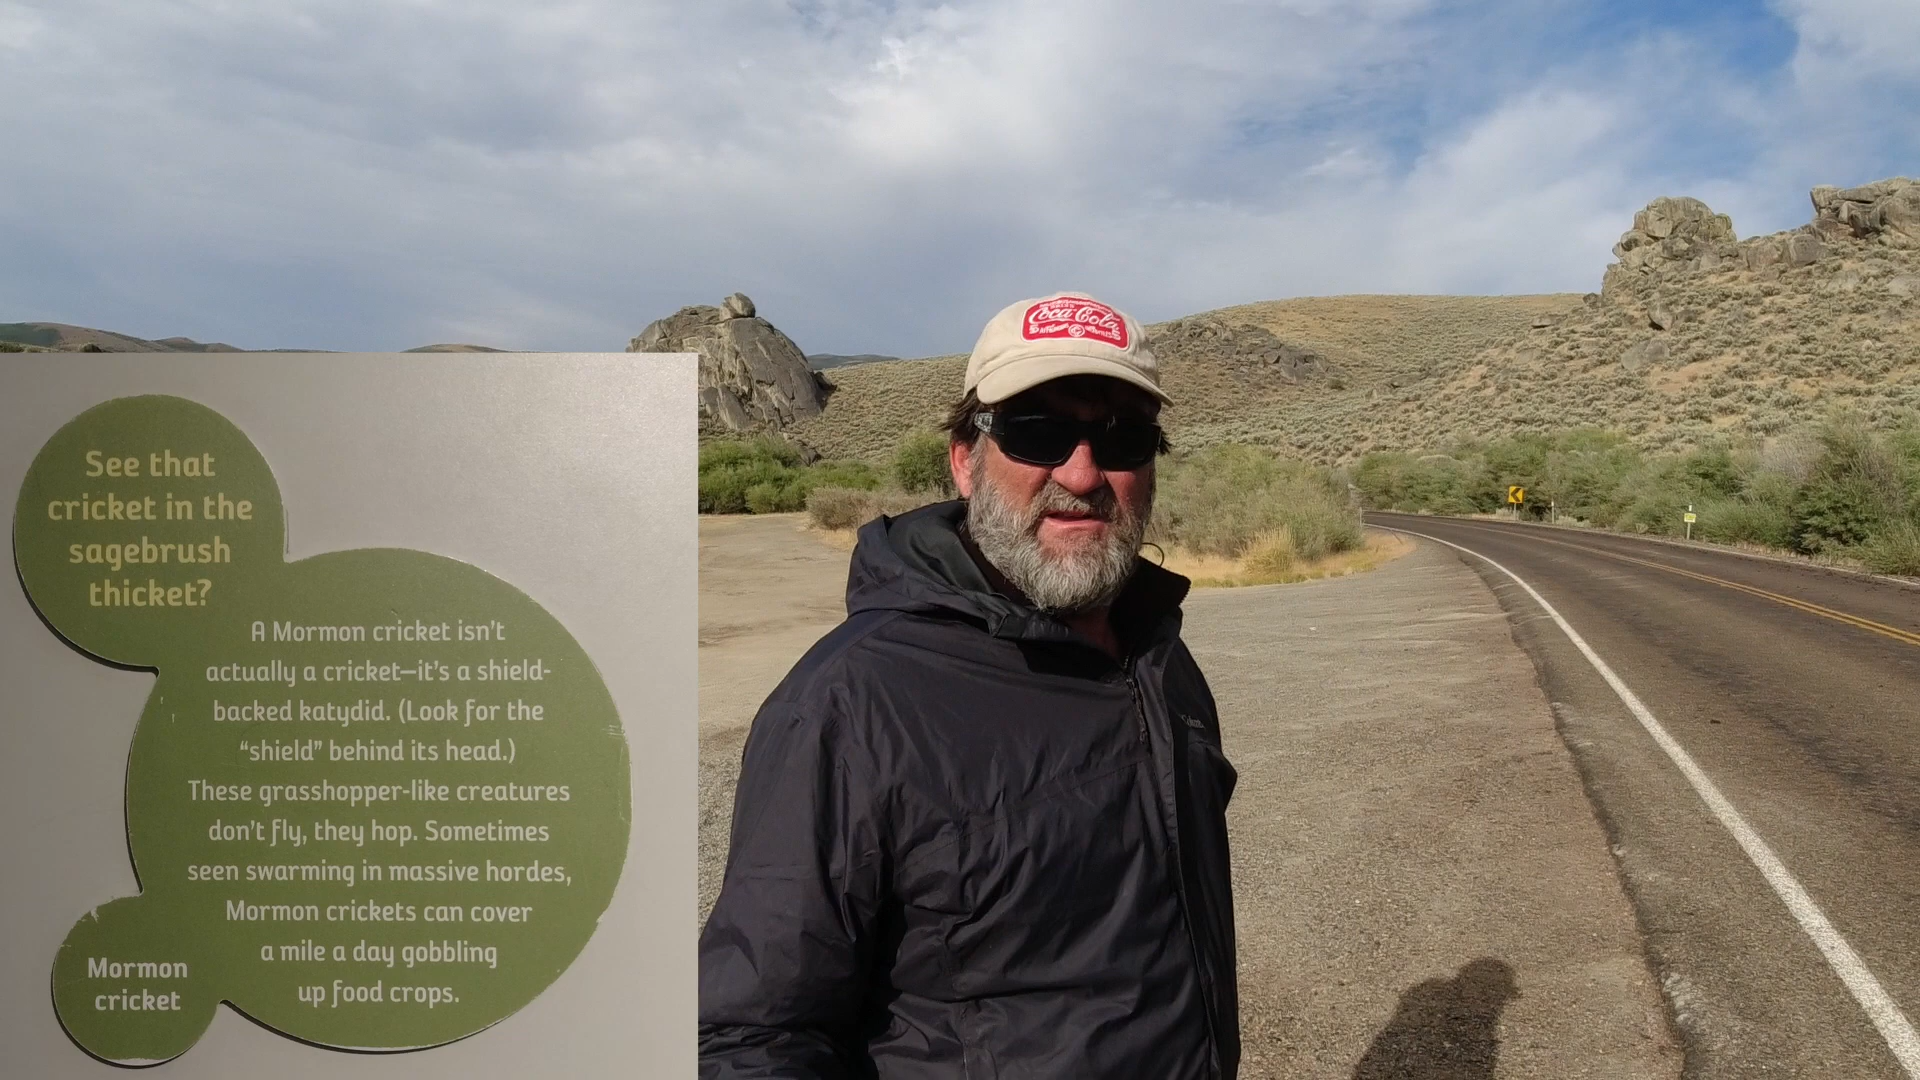 See that
cricket in the
sagebrush
thicket?
A Mormon cricket isn't
actually a cricket—it's a shield-
backed katydid. (Look for the
“shield” behind its head.)
These grasshopper-like creatures
don't fly, they hop. Sometimes
seen swarming in massive hordes,
Mormon crickets can cover
a mile a day gobbling
up food crops.
Mormon
cricket
Coca-Cola